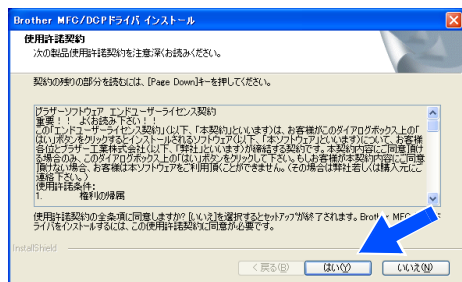 Brother MFC/DCPドライバ インストール
使用許諾契約
次の製品使用許諾契約を注意深くお読みください。
契約の残りの部分を読むには、[Page Down]キーを押してください。
ブラザーソフトウェア エンドユーザーライセンス契約
重要!! よくお読み下さい!!
この「エンドユーザーライセンス契約」(以下、「本契約」といいます)は、お客様がこのダイアログボックス上の「
はい」ボタンをクリックするとインストールされるソフトウェア(以下、「本ソフトウェア」といいます)について、お客様
各位とブラザー工業株式会社(以下、「弊社」といいます)が締結する契約です。本契約内容にご同意頂け
る場合のみ、このダイアログボックス上の「はい」ボタンをクリックして下さい。もしお客様が本契約内容にご同意
頂けない場合、お客様は本ソフトウェアをご利用頂くことができません。(その場合は弊社若しくは購入元にご
連絡下さい。)
使用許諾条件:
1. 権利の帰属
使用許諾契約の全条項に同意しますか?[いいえ]を選択するとセットアップが終了されます。Brother MFC
ライバをインストールするには、この使用許諾契約に同意が必要です。
InstallShield
< 戻る(B)
はい(Y)
いいえ(N)